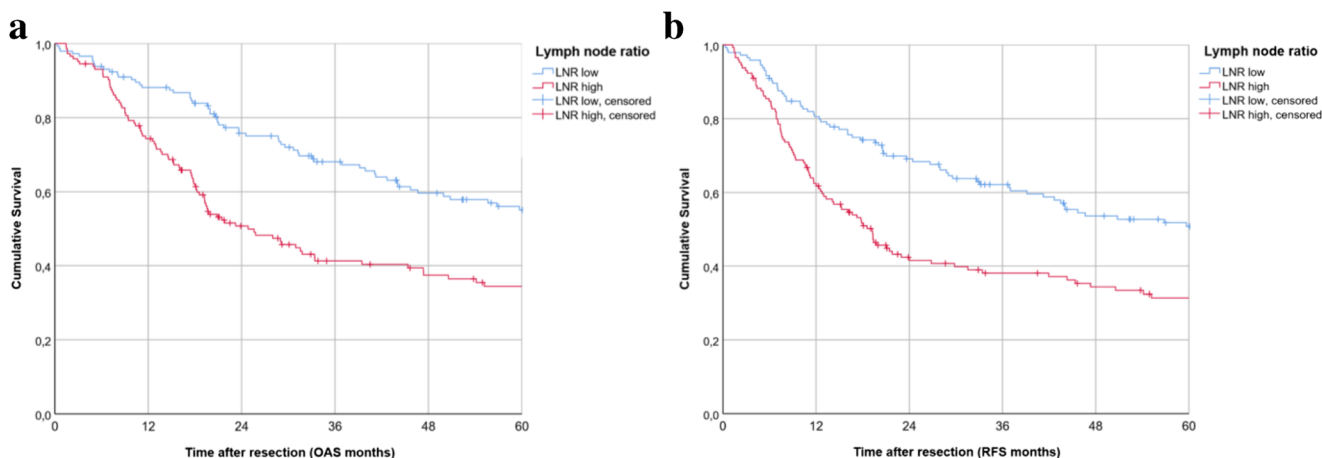 a
1,0
0,8
0,6
0,4
0,2
0,0
Cumulative Survival
0
12
24
36
48
60
Time after resection (OAS months)
Lymph node ratio
LNR low
LNR high
LNR low, censored
LNR high, censored
b
1,0
0,8
0,6
0,4
0,2
0,0
Cumulative Survival
0
12
24
36
48
60
Time after resection (RFS months)
Lymph node ratio
LNR low
LNR high
LNR low, censored
LNR high, censored